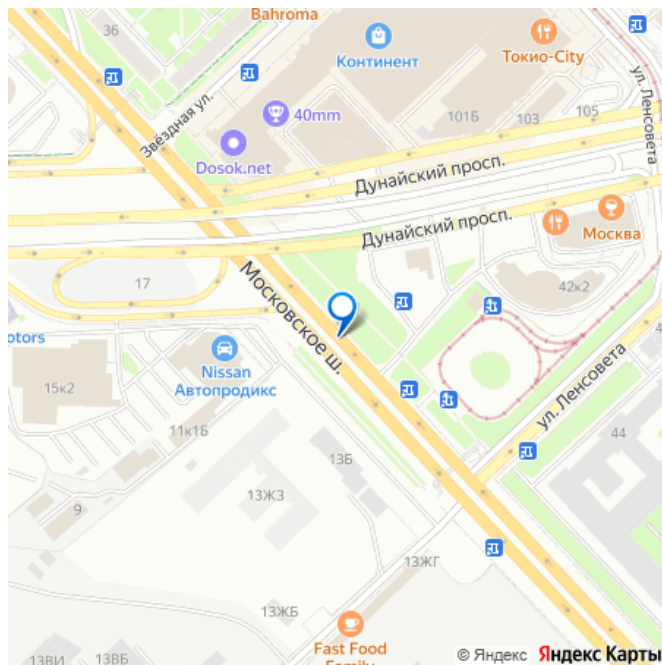 Bahroma
36
Континент
Токио-City
Звёздная ул.
40mm
101Б
103
105
ул. Ленсовета
Dosok.net
Дунайский просп.
Дунайский просп.
Москва
17
42к2
Московское ш.
otors
Nissan
Автопродикс
15к2
ул. Ленсовета
11к1Б
44
13Б
13Ж3
9
13ЖГ
13ЖБ
Fast Food
Family
13ВИ
13ВБ
© Яндекс Яндекс Карты